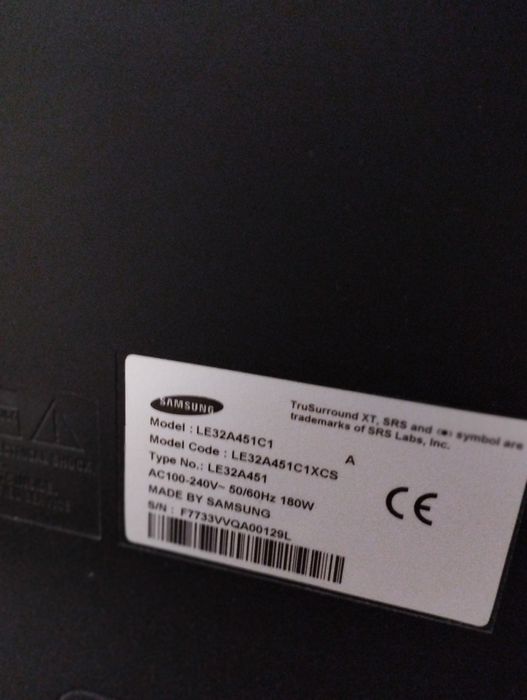 SAMSUNG
TruSurround XT, SRS and (●) symbol are
trademarks of SRS Labs, Inc.
Model : LE32A451C1
A
Model Code : LE32A451C1XCS
Type No.: LE32A451
AC100-240V~ 50/60Hz 180W
MADE BY SAMSUNG
S/N : F7733VVQA00129L
CE